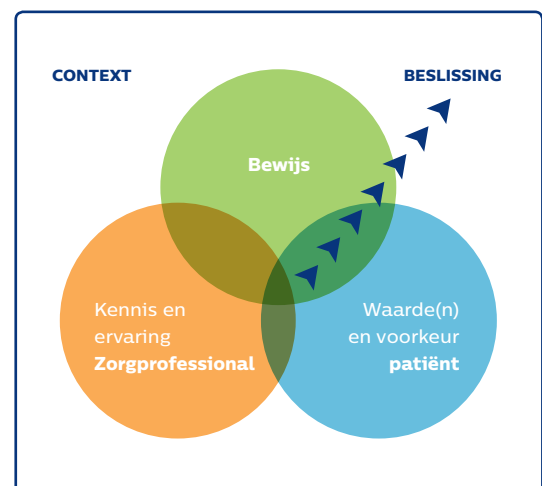 CONTEXT
BESLISSING
Bewijs
Kennis en
ervaring
Zorgprofessional
Waarde(n)
en voorkeur
patiënt